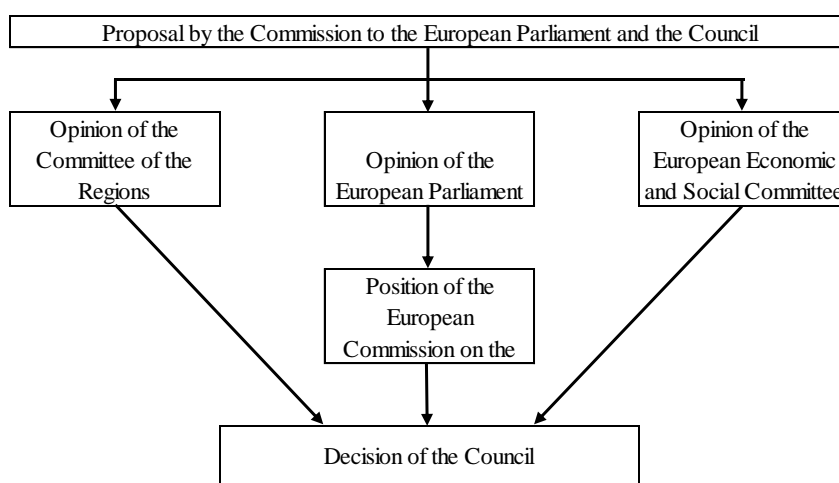 Proposal by the Commission to the European Parliament and the Council
Opinion of the
Committee of the
Regions
Opinion of the
European Parliament
Opinion of the
European Economic
and Social Committee
Position of the
European
Commission on the
Decision of the Council